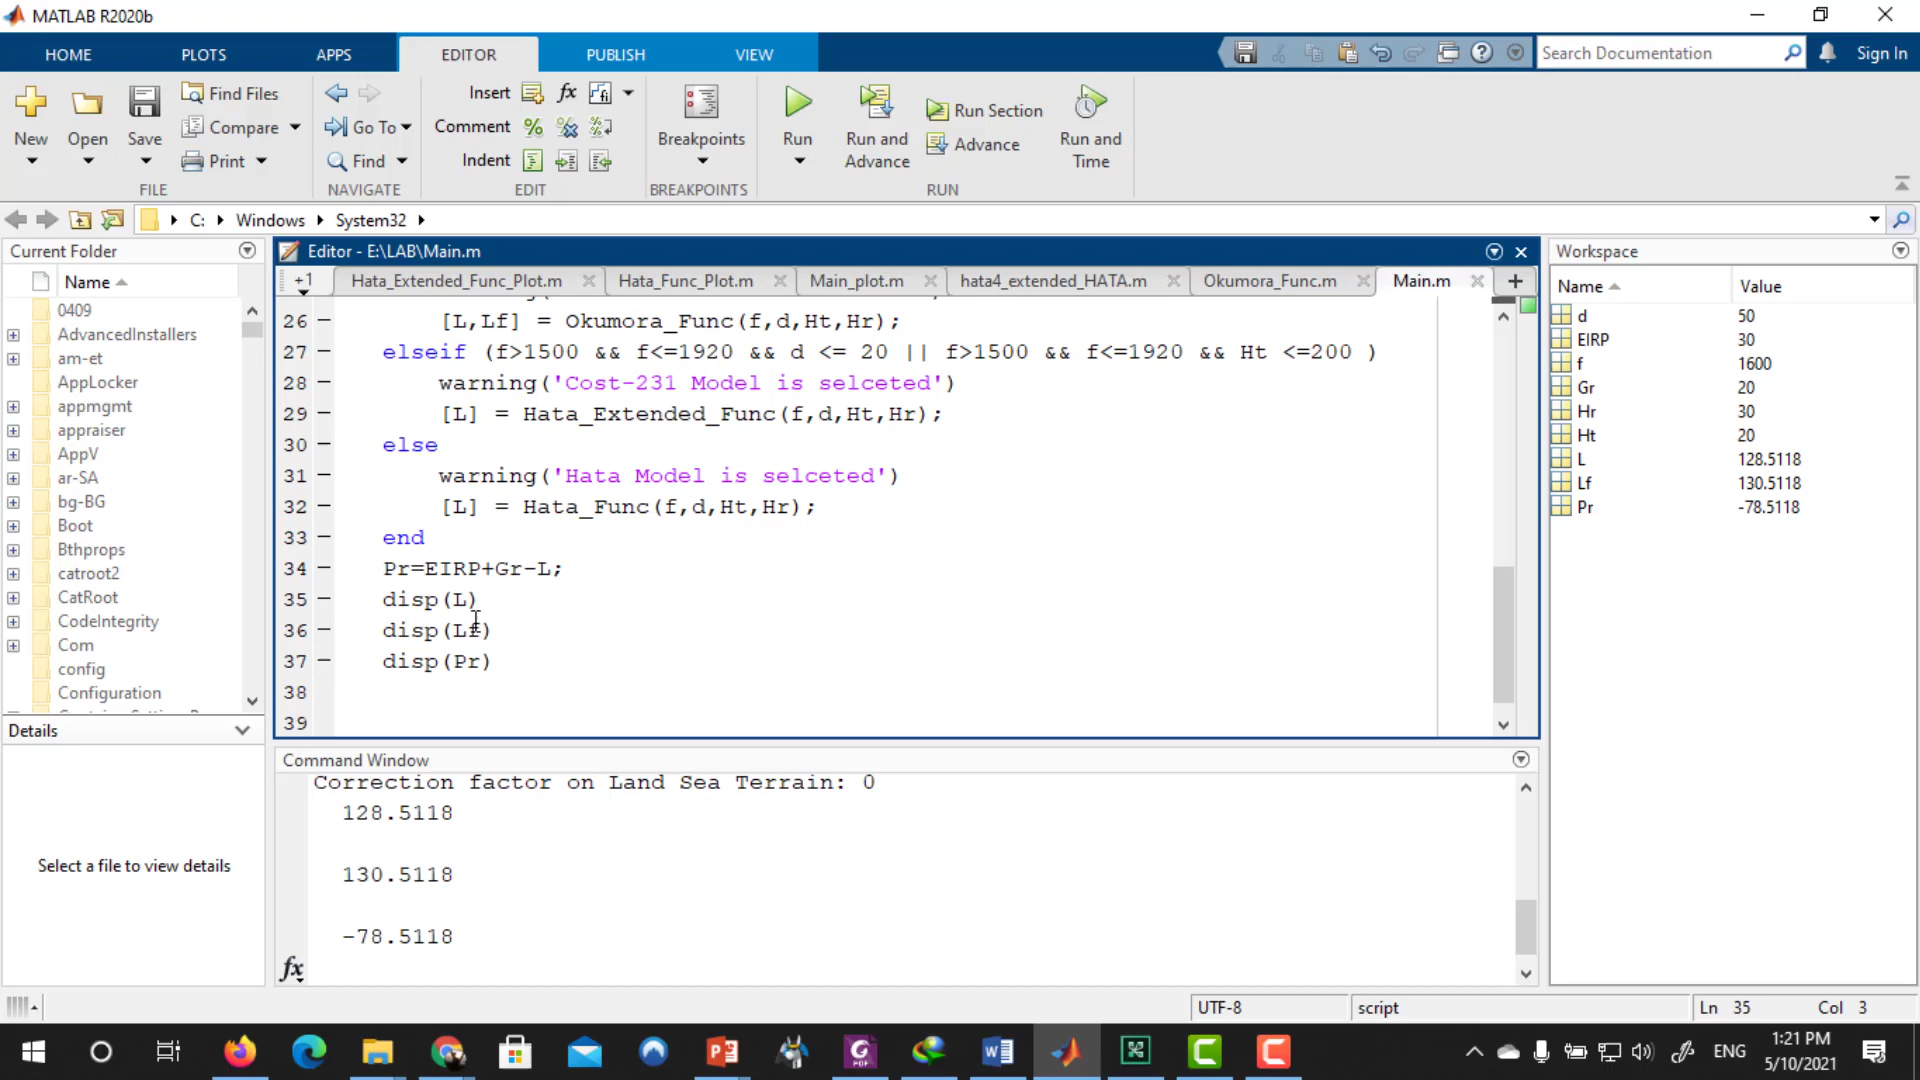 MATLAB R2020b
HOME PLOTS APPS EDITOR PUBLISH VIEW Search Documentation Sign In
New Open Save Find Files Compare Print
FILE
Go To Find
NAVIGATE
Insert fx
Comment
Indent
EDIT
Breakpoints
BREAKPOINTS
Run Run and Advance Run Section Advance Run and Time
RUN
C: Windows System32
Current Folder
Name
0409
AdvancedInstallers
am-et
AppLocker
appmgmt
appraiser
AppV
ar-SA
bg-BG
Boot
Bthprops
catroot2
CatRoot
CodeIntegrity
Com
config
Configuration
Details
Select a file to view details
Editor - E:\LAB\Main.m
+1 Hata_Extended_Func_Plot.m Hata_Func_Plot.m Main_plot.m hata4_extended_HATA.m Okumora_Func.m Main.m
26 – [L,Lf] = Okumora_Func(f,d,Ht,Hr);
27 – elseif (f>1500 && f<=1920 && d <= 20 || f>1500 && f<=1920 && Ht <=200 )
28 – warning('Cost-231 Model is selceted')
29 – [L] = Hata_Extended_Func(f,d,Ht,Hr);
30 – else
31 – warning('Hata Model is selceted')
32 – [L] = Hata_Func(f,d,Ht,Hr);
33 – end
34 – Pr=EIRP+Gr-L;
35 – disp(L)
36 – disp(Lf)
37 – disp(Pr)
38
39
Command Window
Correction factor on Land Sea Terrain: 0
128.5118
130.5118
-78.5118
fx
Workspace
Name Value
d 50
EIRP 30
f 1600
Gr 20
Hr 30
Ht 20
L 128.5118
Lf 130.5118
Pr -78.5118
UTF-8 script Ln 35 Col 3
ENG 1:21 PM
5/10/2021